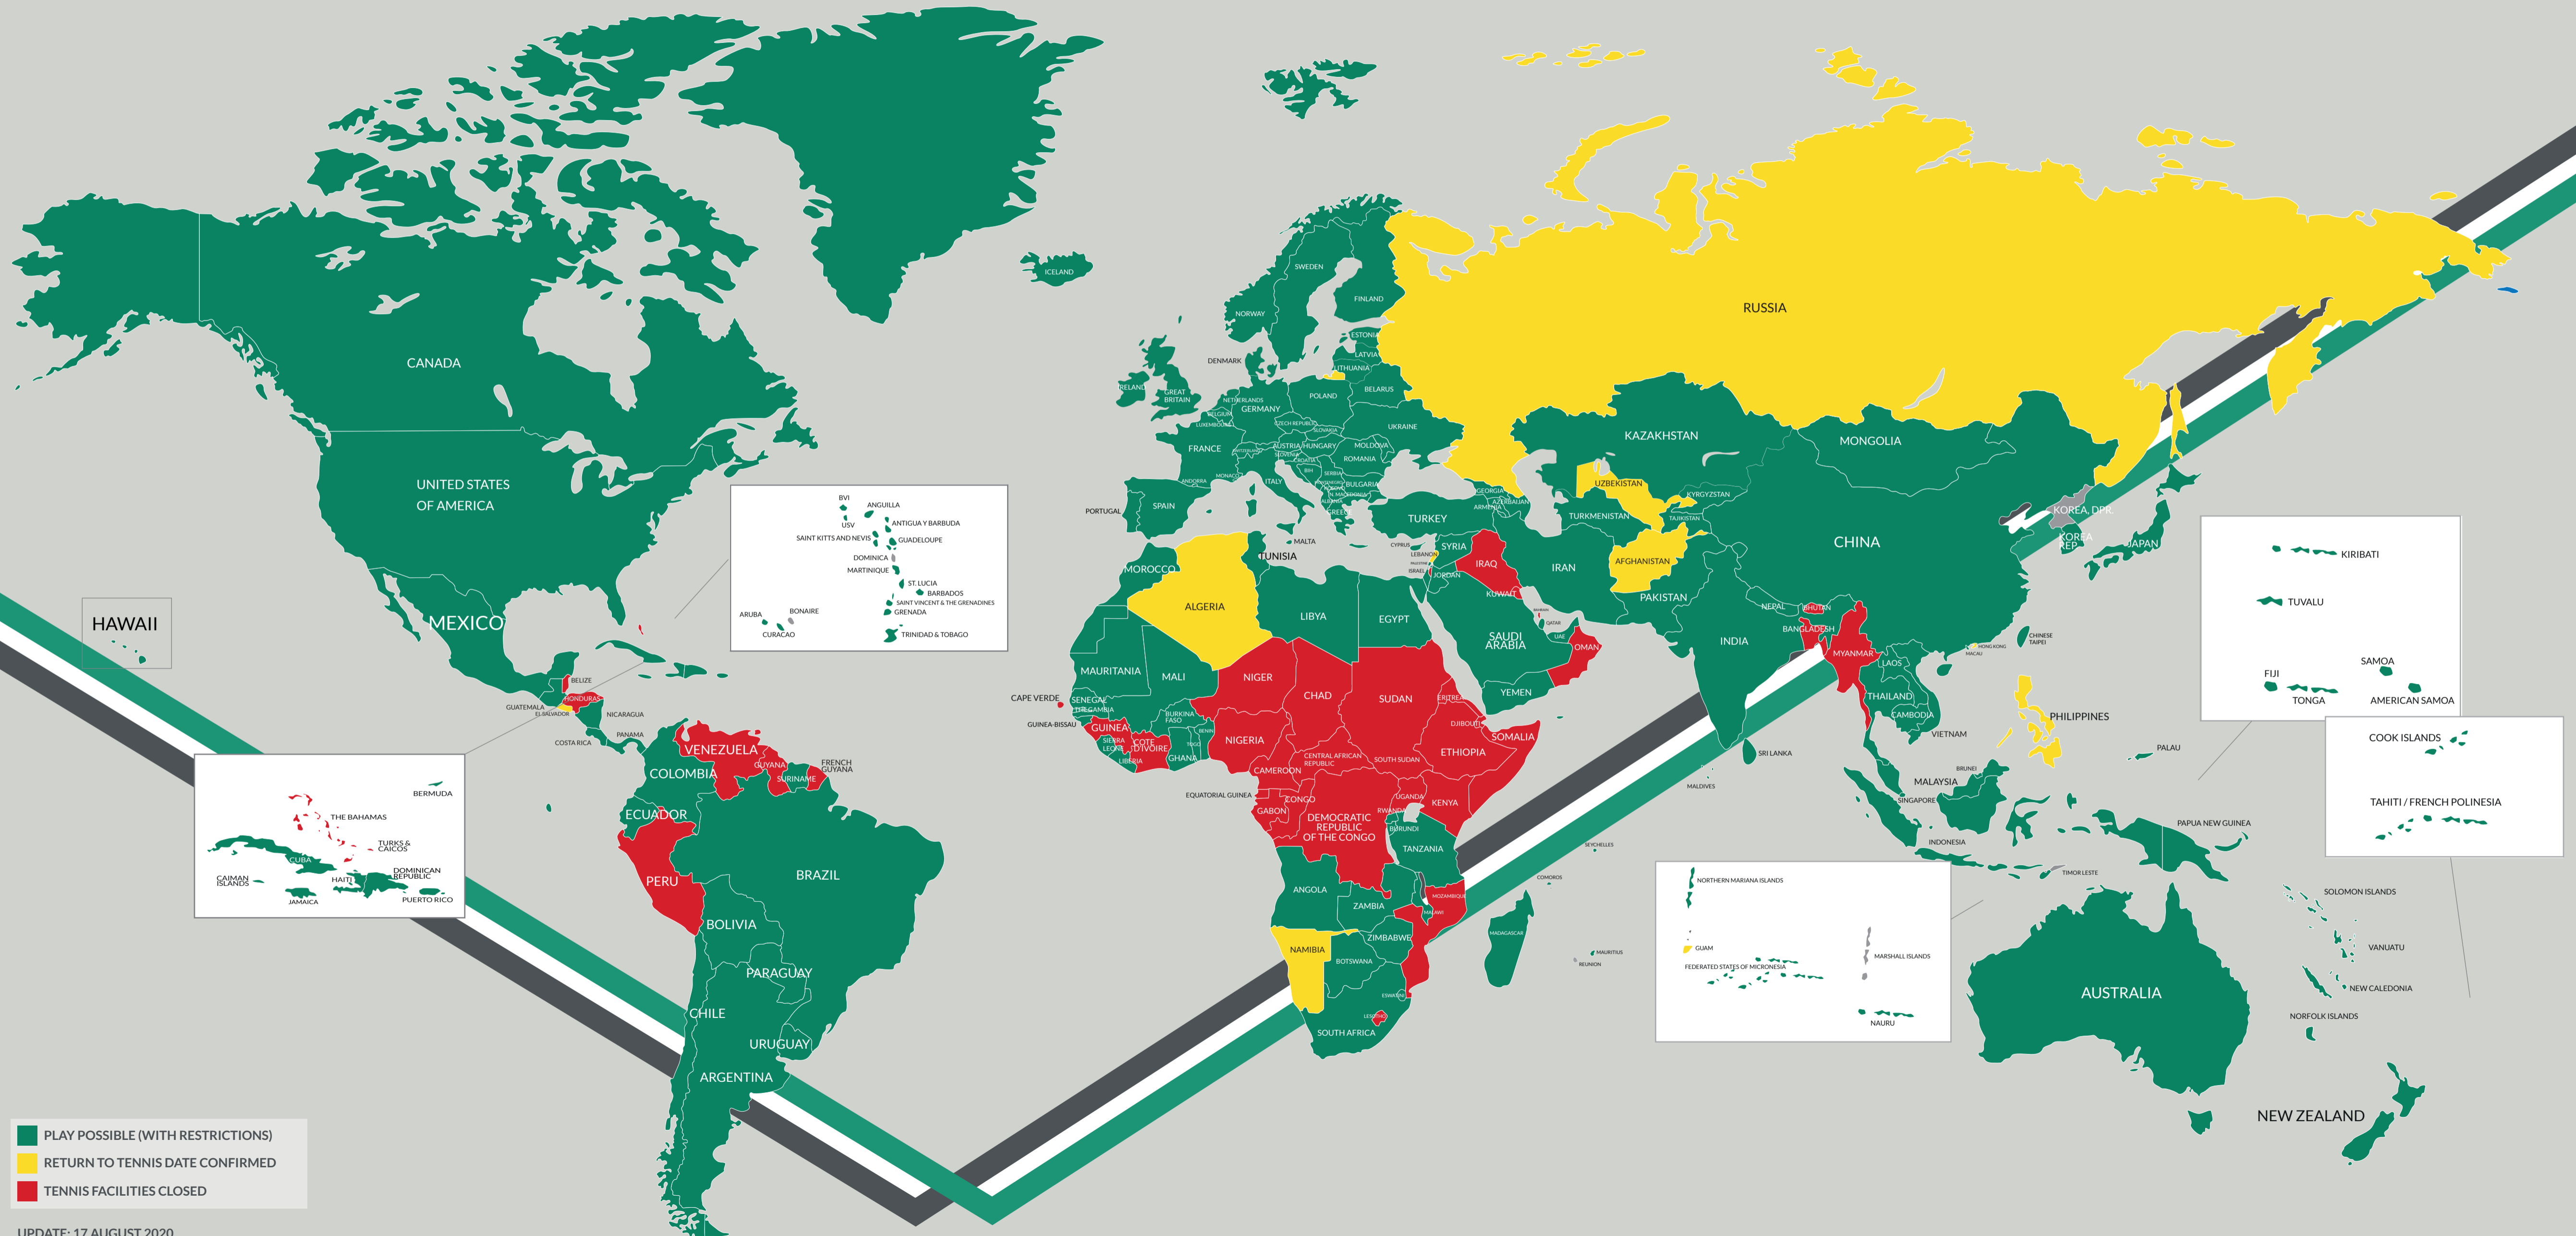 CANADA
UNITED STATES
OF AMERICA
HAWAII
MEXICO
BELIZE
HONDURAS
GUATEMALA
EL SALVADOR
NICARAGUA
COSTA RICA
PANAMA
BVI
USV
ANGUILLA
ANTIGUA Y BARBUDA
SAINT KITTS AND NEVIS
GUADELOUPE
DOMINICA
MARTINIQUE
ST. LUCIA
BARBADOS
SAINT VINCENT & THE GRENADINES
GRENADA
ARUBA
BONAIRE
CURACAO
TRINIDAD & TOBAGO
BERMUDA
THE BAHAMAS
TURKS &
CAICOS
CUBA
CAIMAN
ISLANDS
HAITI
DOMINICAN
REPUBLIC
JAMAICA
PUERTO RICO
VENEZUELA
COLOMBIA
GUYANA
SURINAME
FRENCH
GUYANA
ECUADOR
PERU
BRAZIL
BOLIVIA
PARAGUAY
CHILE
URUGUAY
ARGENTINA
ICELAND
SWEDEN
FINLAND
NORWAY
ESTONIA
LATVIA
LITHUANIA
DENMARK
IRELAND
GREAT
BRITAIN
NETHERLANDS
BELGIUM
LUXEMBOURG
GERMANY
POLAND
BELARUS
UKRAINE
CZECH REPUBLIC
SLOVAKIA
FRANCE
SWITZERLAND
AUSTRIA
HUNGARY
MOLDOVA
ROMANIA
SLOVENIA
CROATIA
BIH
SERBIA
BULGARIA
N. MACEDONIA
ALBANIA
GREECE
MONACO
ANDORRA
ITALY
PORTUGAL
SPAIN
MALTA
RUSSIA
KAZAKHSTAN
MONGOLIA
UZBEKISTAN
KYRGYZSTAN
TAJIKISTAN
TURKMENISTAN
GEORGIA
ARMENIA
AZERBAIJAN
TURKEY
CYPRUS
LEBANON
SYRIA
PALESTINE
ISRAEL
JORDAN
IRAQ
KUWAIT
IRAN
AFGHANISTAN
PAKISTAN
BAHRAIN
QATAR
UAE
SAUDI
ARABIA
OMAN
YEMEN
CHINA
KOREA, DPR.
KOREA
REP.
JAPAN
CHINESE
TAIPEI
HONG KONG
MACAU
NEPAL
BHUTAN
BANGLADESH
INDIA
MYANMAR
LAOS
THAILAND
CAMBODIA
VIETNAM
SRI LANKA
MALDIVES
PHILIPPINES
PALAU
BRUNEI
MALAYSIA
SINGAPORE
INDONESIA
TIMOR LESTE
PAPUA NEW GUINEA
MOROCCO
ALGERIA
TUNISIA
LIBYA
EGYPT
MAURITANIA
MALI
NIGER
CHAD
SUDAN
ERITREA
DJIBOUTI
ETHIOPIA
SOMALIA
CAPE VERDE
SENEGAL
THE GAMBIA
GUINEA-BISSAU
GUINEA
SIERRA
LEONE
LIBERIA
COTE
D'IVOIRE
BURKINA
FASO
GHANA
TOGO
BENIN
NIGERIA
CAMEROON
CENTRAL AFRICAN
REPUBLIC
SOUTH SUDAN
EQUATORIAL GUINEA
GABON
CONGO
DEMOCRATIC
REPUBLIC
OF THE CONGO
UGANDA
KENYA
RWANDA
BURUNDI
TANZANIA
ANGOLA
ZAMBIA
MALAWI
MOZAMBIQUE
ZIMBABWE
NAMIBIA
BOTSWANA
ESWATINI
LESOTHO
SOUTH AFRICA
SEYCHELLES
COMOROS
MADAGASCAR
MAURITIUS
REUNION
NORTHERN MARIANA ISLANDS
GUAM
FEDERATED STATES OF MICRONESIA
MARSHALL ISLANDS
NAURU
KIRIBATI
TUVALU
SAMOA
FIJI
TONGA
AMERICAN SAMOA
COOK ISLANDS
TAHITI / FRENCH POLINESIA
SOLOMON ISLANDS
VANUATU
NEW CALEDONIA
NORFOLK ISLANDS
AUSTRALIA
NEW ZEALAND
PLAY POSSIBLE (WITH RESTRICTIONS)
RETURN TO TENNIS DATE CONFIRMED
TENNIS FACILITIES CLOSED
UPDATE: 17 AUGUST 2020